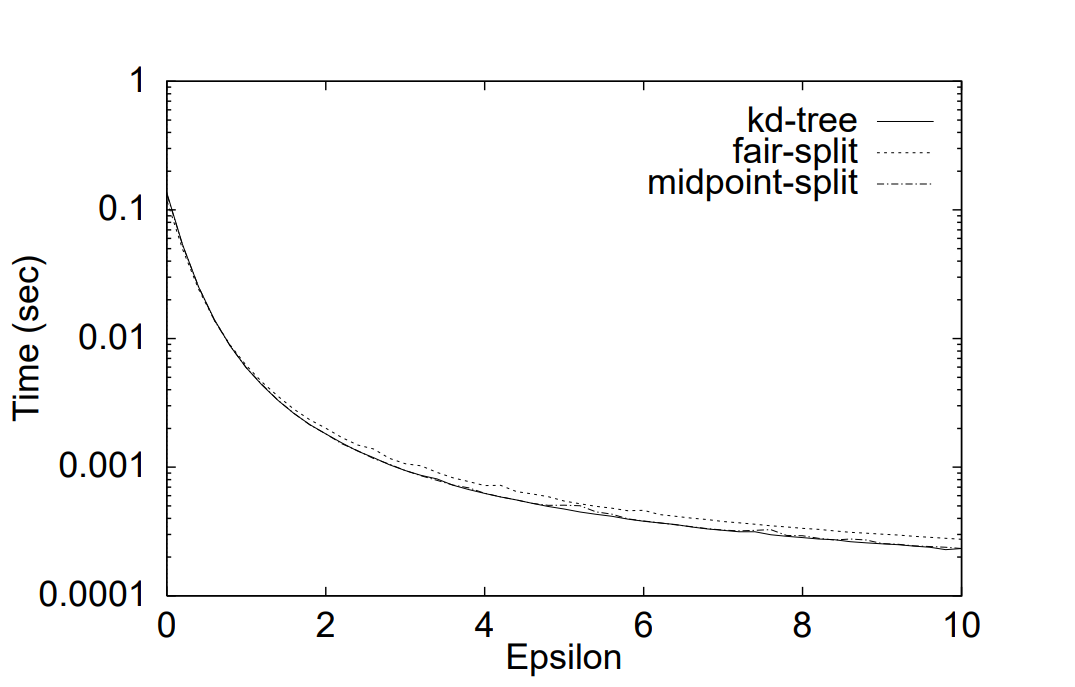 1
0.1
0.01
0.001
0.0001
Time (sec)
kd-tree
fair-split
midpoint-split
0 2 4 6 8 10
Epsilon